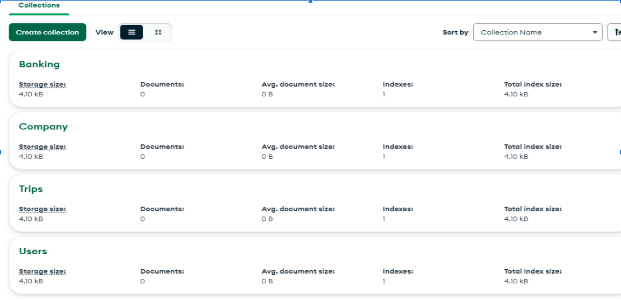 Collections
Create collection View Sort by Collection Name
Banking
Storage size: Documents: Avg. document size: Indexes: Total index size:
4.10 kB 0 0 B 1 4.10 kB
Company
Storage size: Documents: Avg. document size: Indexes: Total index size:
4.10 kB 0 0 B 1 4.10 kB
Trips
Storage size: Documents: Avg. document size: Indexes: Total index size:
4.10 kB 0 0 B 1 4.10 kB
Users
Storage size: Documents: Avg. document size: Indexes: Total index size:
4.10 kB 0 0 B 1 4.10 kB